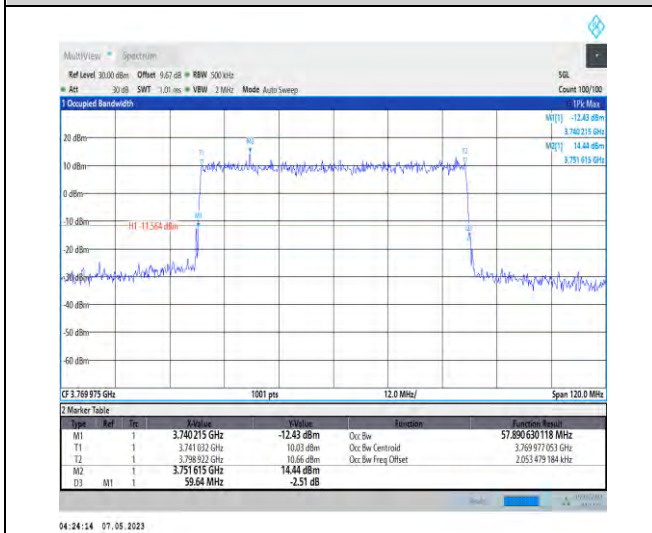 MultiView Spectrum
Ref Level 30.00 dBm Offset 9.67 dB RBW 500 kHz SGL
Att 30 dB SWT 1.01 ms VBW 2 MHz Mode Auto Sweep Count 100/100
1 Occupied Bandwidth 1Pk Max
M1[1] -12.43 dBm
3.740 215 GHz
M2[1] 14.44 dBm
3.751 615 GHz
20 dBm
M2
T1
T2
10 dBm
0 dBm
M1
-10 dBm
H1 -11.564 dBm
-20 dBm
-30 dBm
-40 dBm
-50 dBm
-60 dBm
CF 3.769 975 GHz 1001 pts 12.0 MHz/ Span 120.0 MHz
2 Marker Table
Type Ref Trc X-Value Y-Value Function Function Result
M1 1 3.740 215 GHz -12.43 dBm Occ Bw 57.890 630 118 MHz
T1 1 3.741 032 GHz 10.03 dBm Occ Bw Centroid 3.769 977 053 GHz
T2 1 3.798 922 GHz 10.66 dBm Occ Bw Freq Offset 2.053 479 184 kHz
M2 1 3.751 615 GHz 14.44 dBm
D3 M1 1 59.64 MHz -2.51 dB
04:24:14 07.05.2023